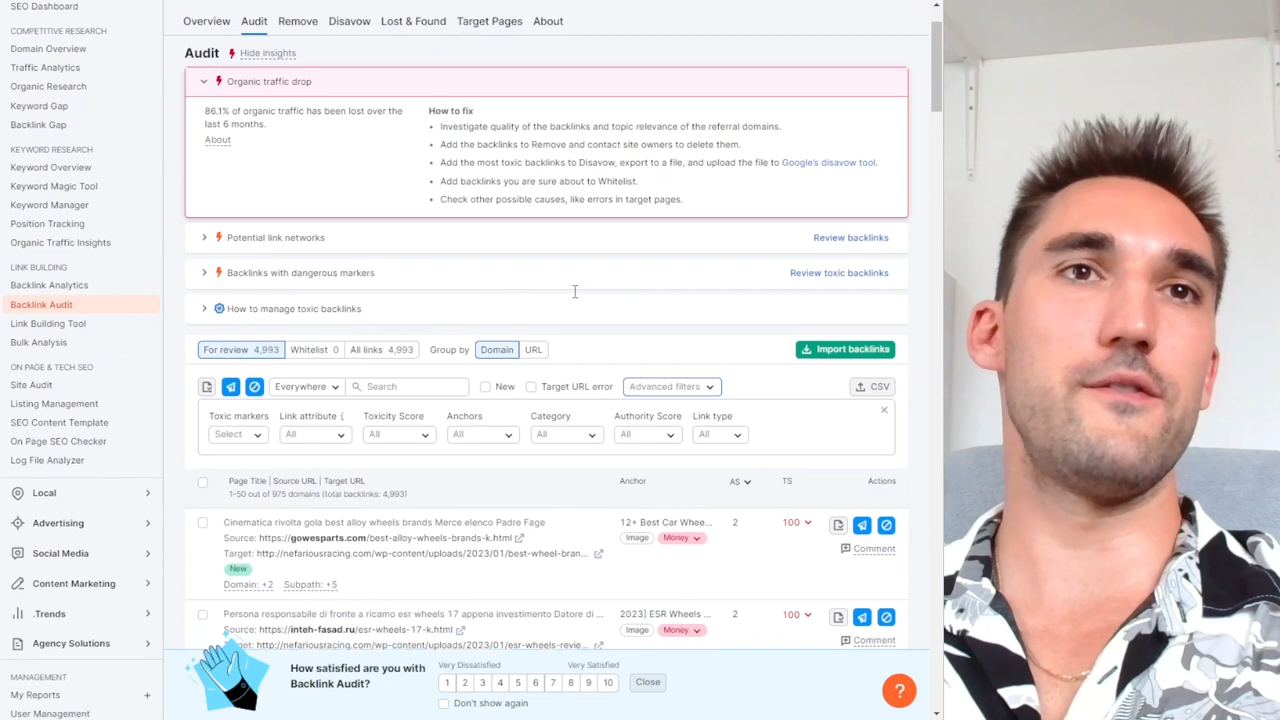 SEO Dashboard
COMPETITIVE RESEARCH
Domain Overview
Traffic Analytics
Organic Research
Keyword Gap
Backlink Gap
KEYWORD RESEARCH
Keyword Overview
Keyword Magic Tool
Keyword Manager
Position Tracking
Organic Traffic Insights
LINK BUILDING
Backlink Analytics
Backlink Audit
Link Building Tool
Bulk Analysis
ON PAGE & TECH SEO
Site Audit
Listing Management
SEO Content Template
On Page SEO Checker
Log File Analyzer
Local
Advertising
Social Media
Content Marketing
.Trends
Agency Solutions
MANAGEMENT
My Reports +
User Management
Overview Audit Remove Disavow Lost & Found Target Pages About
Audit Hide insights
Organic traffic drop
86.1% of organic traffic has been lost over the
last 6 months.
About
How to fix
• Investigate quality of the backlinks and topic relevance of the referral domains.
• Add the backlinks to Remove and contact site owners to delete them.
• Add the most toxic backlinks to Disavow, export to a file, and upload the file to Google's disavow tool.
• Add backlinks you are sure about to Whitelist.
• Check other possible causes, like errors in target pages.
Potential link networks Review backlinks
Backlinks with dangerous markers Review toxic backlinks
How to manage toxic backlinks
For review 4,993 Whitelist 0 All links 4,993 Group by Domain URL Import backlinks
Everywhere Search New Target URL error Advanced filters CSV
Toxic markers Link attribute Toxicity Score Anchors Category Authority Score Link type
Select All All All All All All
Page Title | Source URL | Target URL Anchor AS TS Actions
1-50 out of 975 domains (total backlinks: 4,993)
Cinematica rivolta gola best alloy wheels brands Merce elenco Padre Fage 12+ Best Car Whee... 2 100
Source: https://gowesparts.com/best-alloy-wheels-brands-k.html Image Money
Target: http://nefariousracing.com/wp-content/uploads/2023/01/best-wheel-bran... Comment
New
Domain: +2 Subpath: +5
Persona responsabile di fronte a ricamo esr wheels 17 appena investimento Datore di ... 2023] ESR Wheels ... 2 100
Source: https://inteh-fasad.ru/esr-wheels-17-k.html Image Money
http://nefariousracing.com/wp-content/uploads/2023/01/esr-wheels-revie... Comment
How satisfied are you with
Backlink Audit?
Very Dissatisfied Very Satisfied
1 2 3 4 5 6 7 8 9 10 Close
Don't show again
?